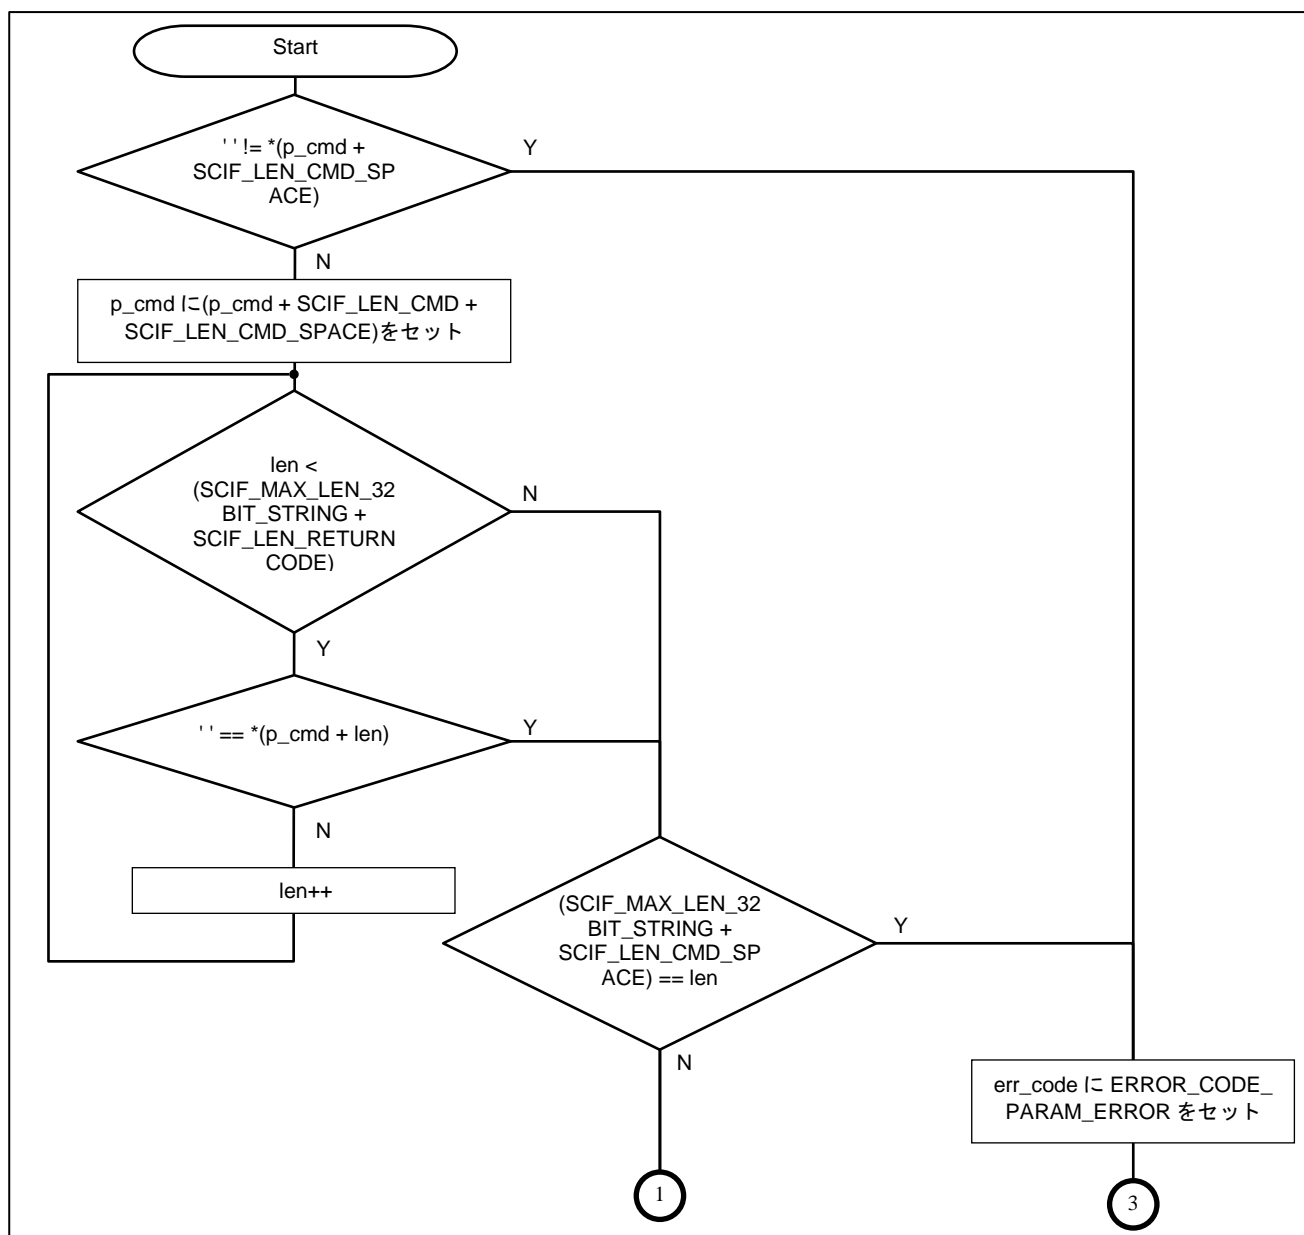 Start
' ' != *(p_cmd +
SCIF_LEN_CMD_SP
ACE)
Y
N
p_cmd に(p_cmd + SCIF_LEN_CMD +
SCIF_LEN_CMD_SPACE)をセット
len <
(SCIF_MAX_LEN_32
BIT_STRING +
SCIF_LEN_RETURN
CODE)
N
Y
' ' == *(p_cmd + len)
Y
N
len++
(SCIF_MAX_LEN_32
BIT_STRING +
SCIF_LEN_CMD_SP
ACE) == len
Y
N
err_code に ERROR_CODE_
PARAM_ERROR をセット
1
3